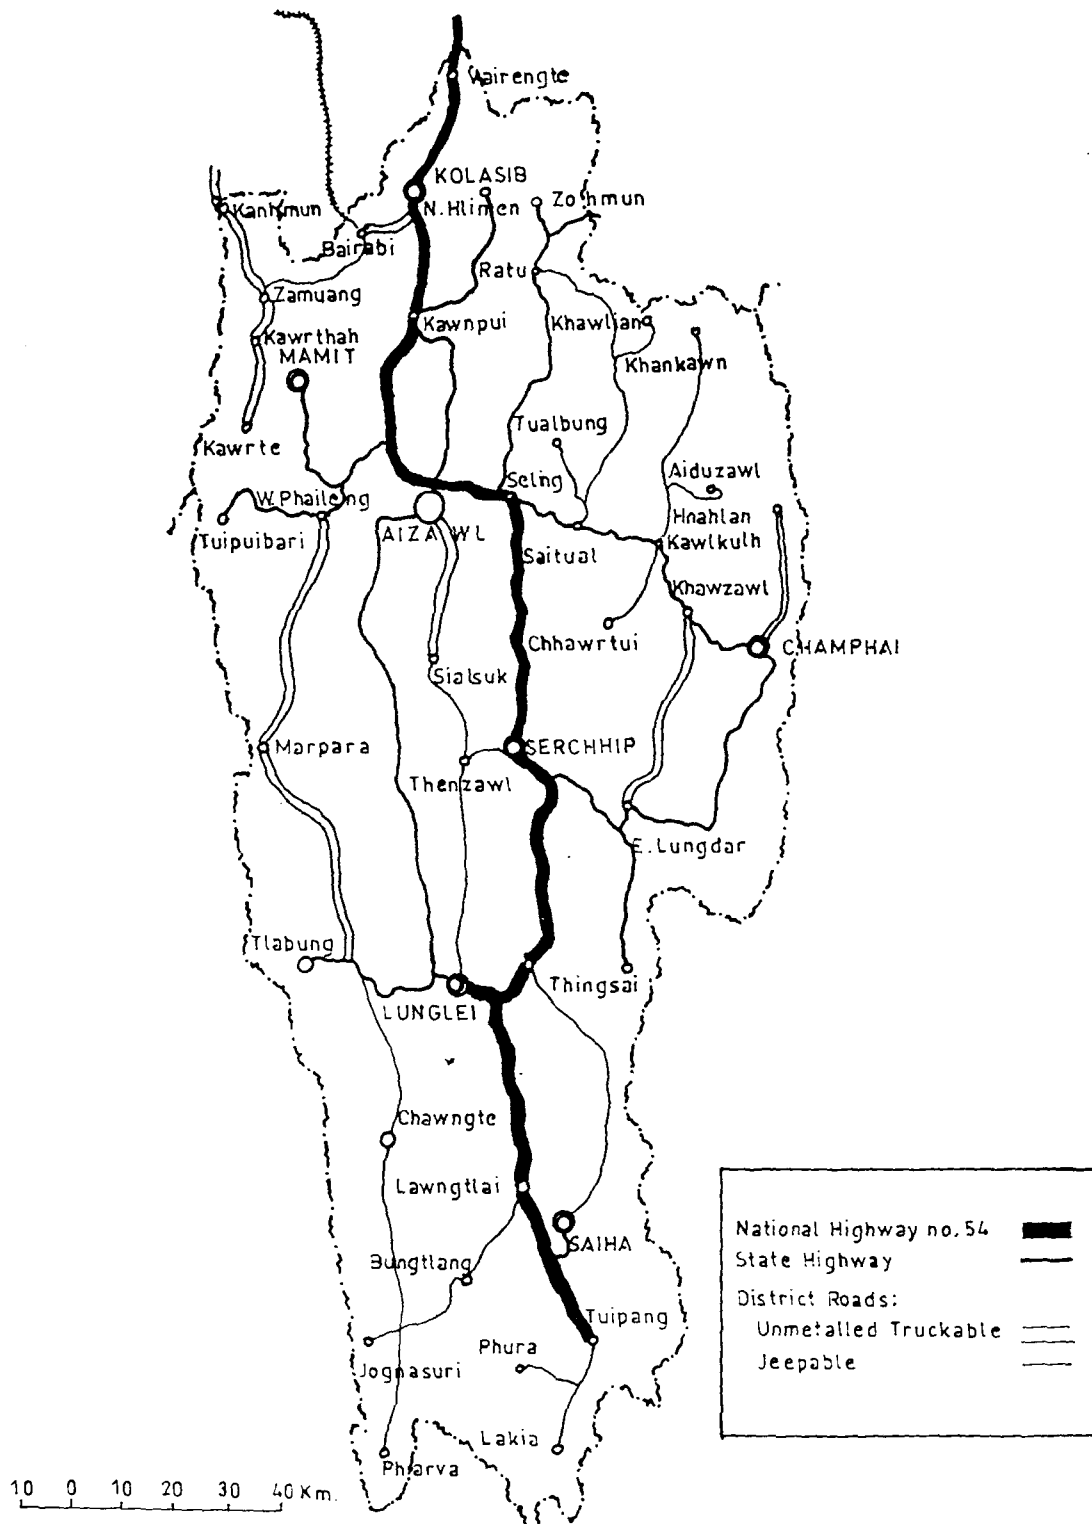 Vairengte
KOLASIB
N.Hlimen
Zohmun
Kanhmun
Bairabi
Ratu
Zamuang
Kawnpui
Khawlian
Kawrthah
MAMIT
Khankawn
Tualbung
Kawrte
Aiduzawl
Seling
W.Phaileng
Hnahlan
Tuipuibari
AIZAWL
Kawlkulh
Saitual
Khawzawl
Chhawrtui
CHAMPHAI
Sialsuk
Marpara
SERCHHIP
Thenzawl
E.Lungdar
Tlabung
Thingsai
LUNGLEI
Chawngte
Lawngtlai
SAIHA
Bungtlang
Tuipang
Phura
Jognasuri
Lakia
Pharva
National Highway no. 54
State Highway
District Roads:
Unmetalled Truckable
Jeepable
10 0 10 20 30 40 Km.